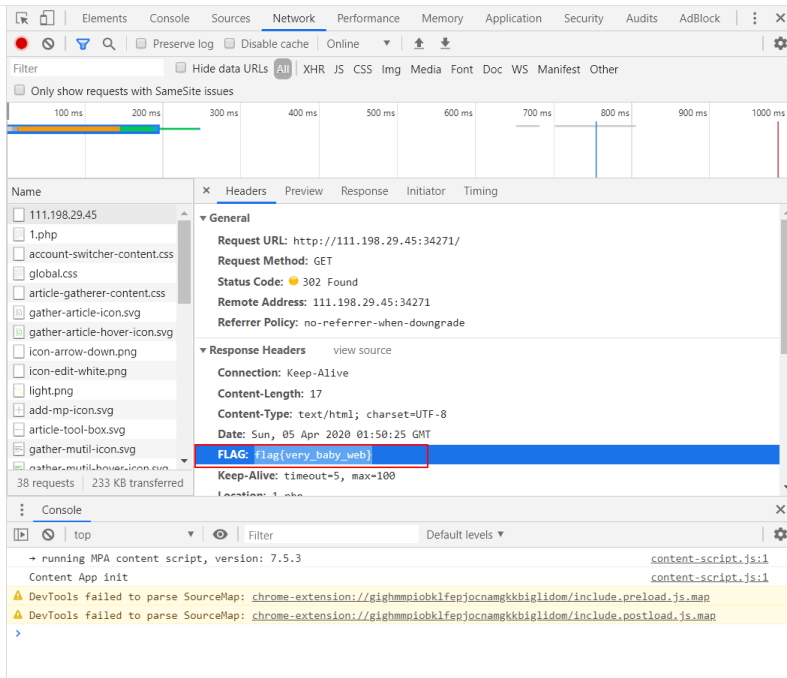 Elements Console Sources Network Performance Memory Application Security Audits AdBlock
Preserve log Disable cache Online
Filter Hide data URLs All XHR JS CSS Img Media Font Doc WS Manifest Other
Only show requests with SameSite issues
100 ms 200 ms 300 ms 400 ms 500 ms 600 ms 700 ms 800 ms 900 ms 1000 ms
Name
111.198.29.45
1.php
account-switcher-content.css
global.css
article-gatherer-content.css
gather-article-icon.svg
gather-article-hover-icon.svg
icon-arrow-down.png
icon-edit-white.png
light.png
add-mp-icon.svg
article-tool-box.svg
gather-mutil-icon.svg
gather-mutil-hover-icon.svg
38 requests 233 KB transferred
Headers Preview Response Initiator Timing
General
Request URL: http://111.198.29.45:34271/
Request Method: GET
Status Code: 302 Found
Remote Address: 111.198.29.45:34271
Referrer Policy: no-referrer-when-downgrade
Response Headers view source
Connection: Keep-Alive
Content-Length: 17
Content-Type: text/html; charset=UTF-8
Date: Sun, 05 Apr 2020 01:50:25 GMT
FLAG: flag{very_baby_web}
Keep-Alive: timeout=5, max=100
Location: 1.php
Console
top Filter Default levels
→ running MPA content script, version: 7.5.3 content-script.js:1
Content App init content-script.js:1
DevTools failed to parse SourceMap: chrome-extension://gighmmpiobklfepjocnamgkkbiglidom/include.preload.js.map
DevTools failed to parse SourceMap: chrome-extension://gighmmpiobklfepjocnamgkkbiglidom/include.postload.js.map